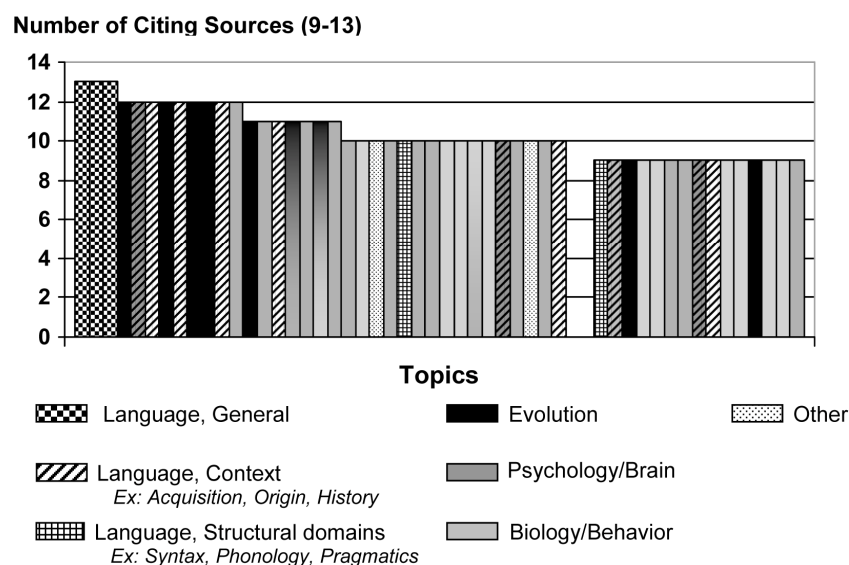 Number of Citing Sources (9-13)
14
12
10
8
6
4
2
0
Topics
Language, General
Evolution
Other
Language, Context
Ex: Acquisition, Origin, History
Psychology/Brain
Language, Structural domains
Ex: Syntax, Phonology, Pragmatics
Biology/Behavior